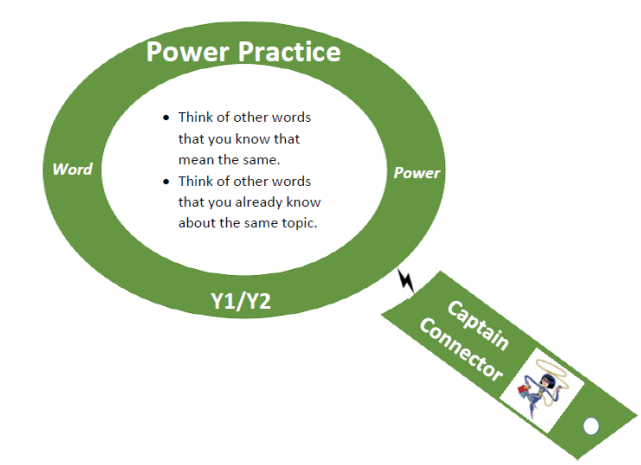 Power Practice
• Think of other words
that you know that
mean the same.
• Think of other words
that you already know
about the same topic.
Word
Power
Y1/Y2
Captain
Connector